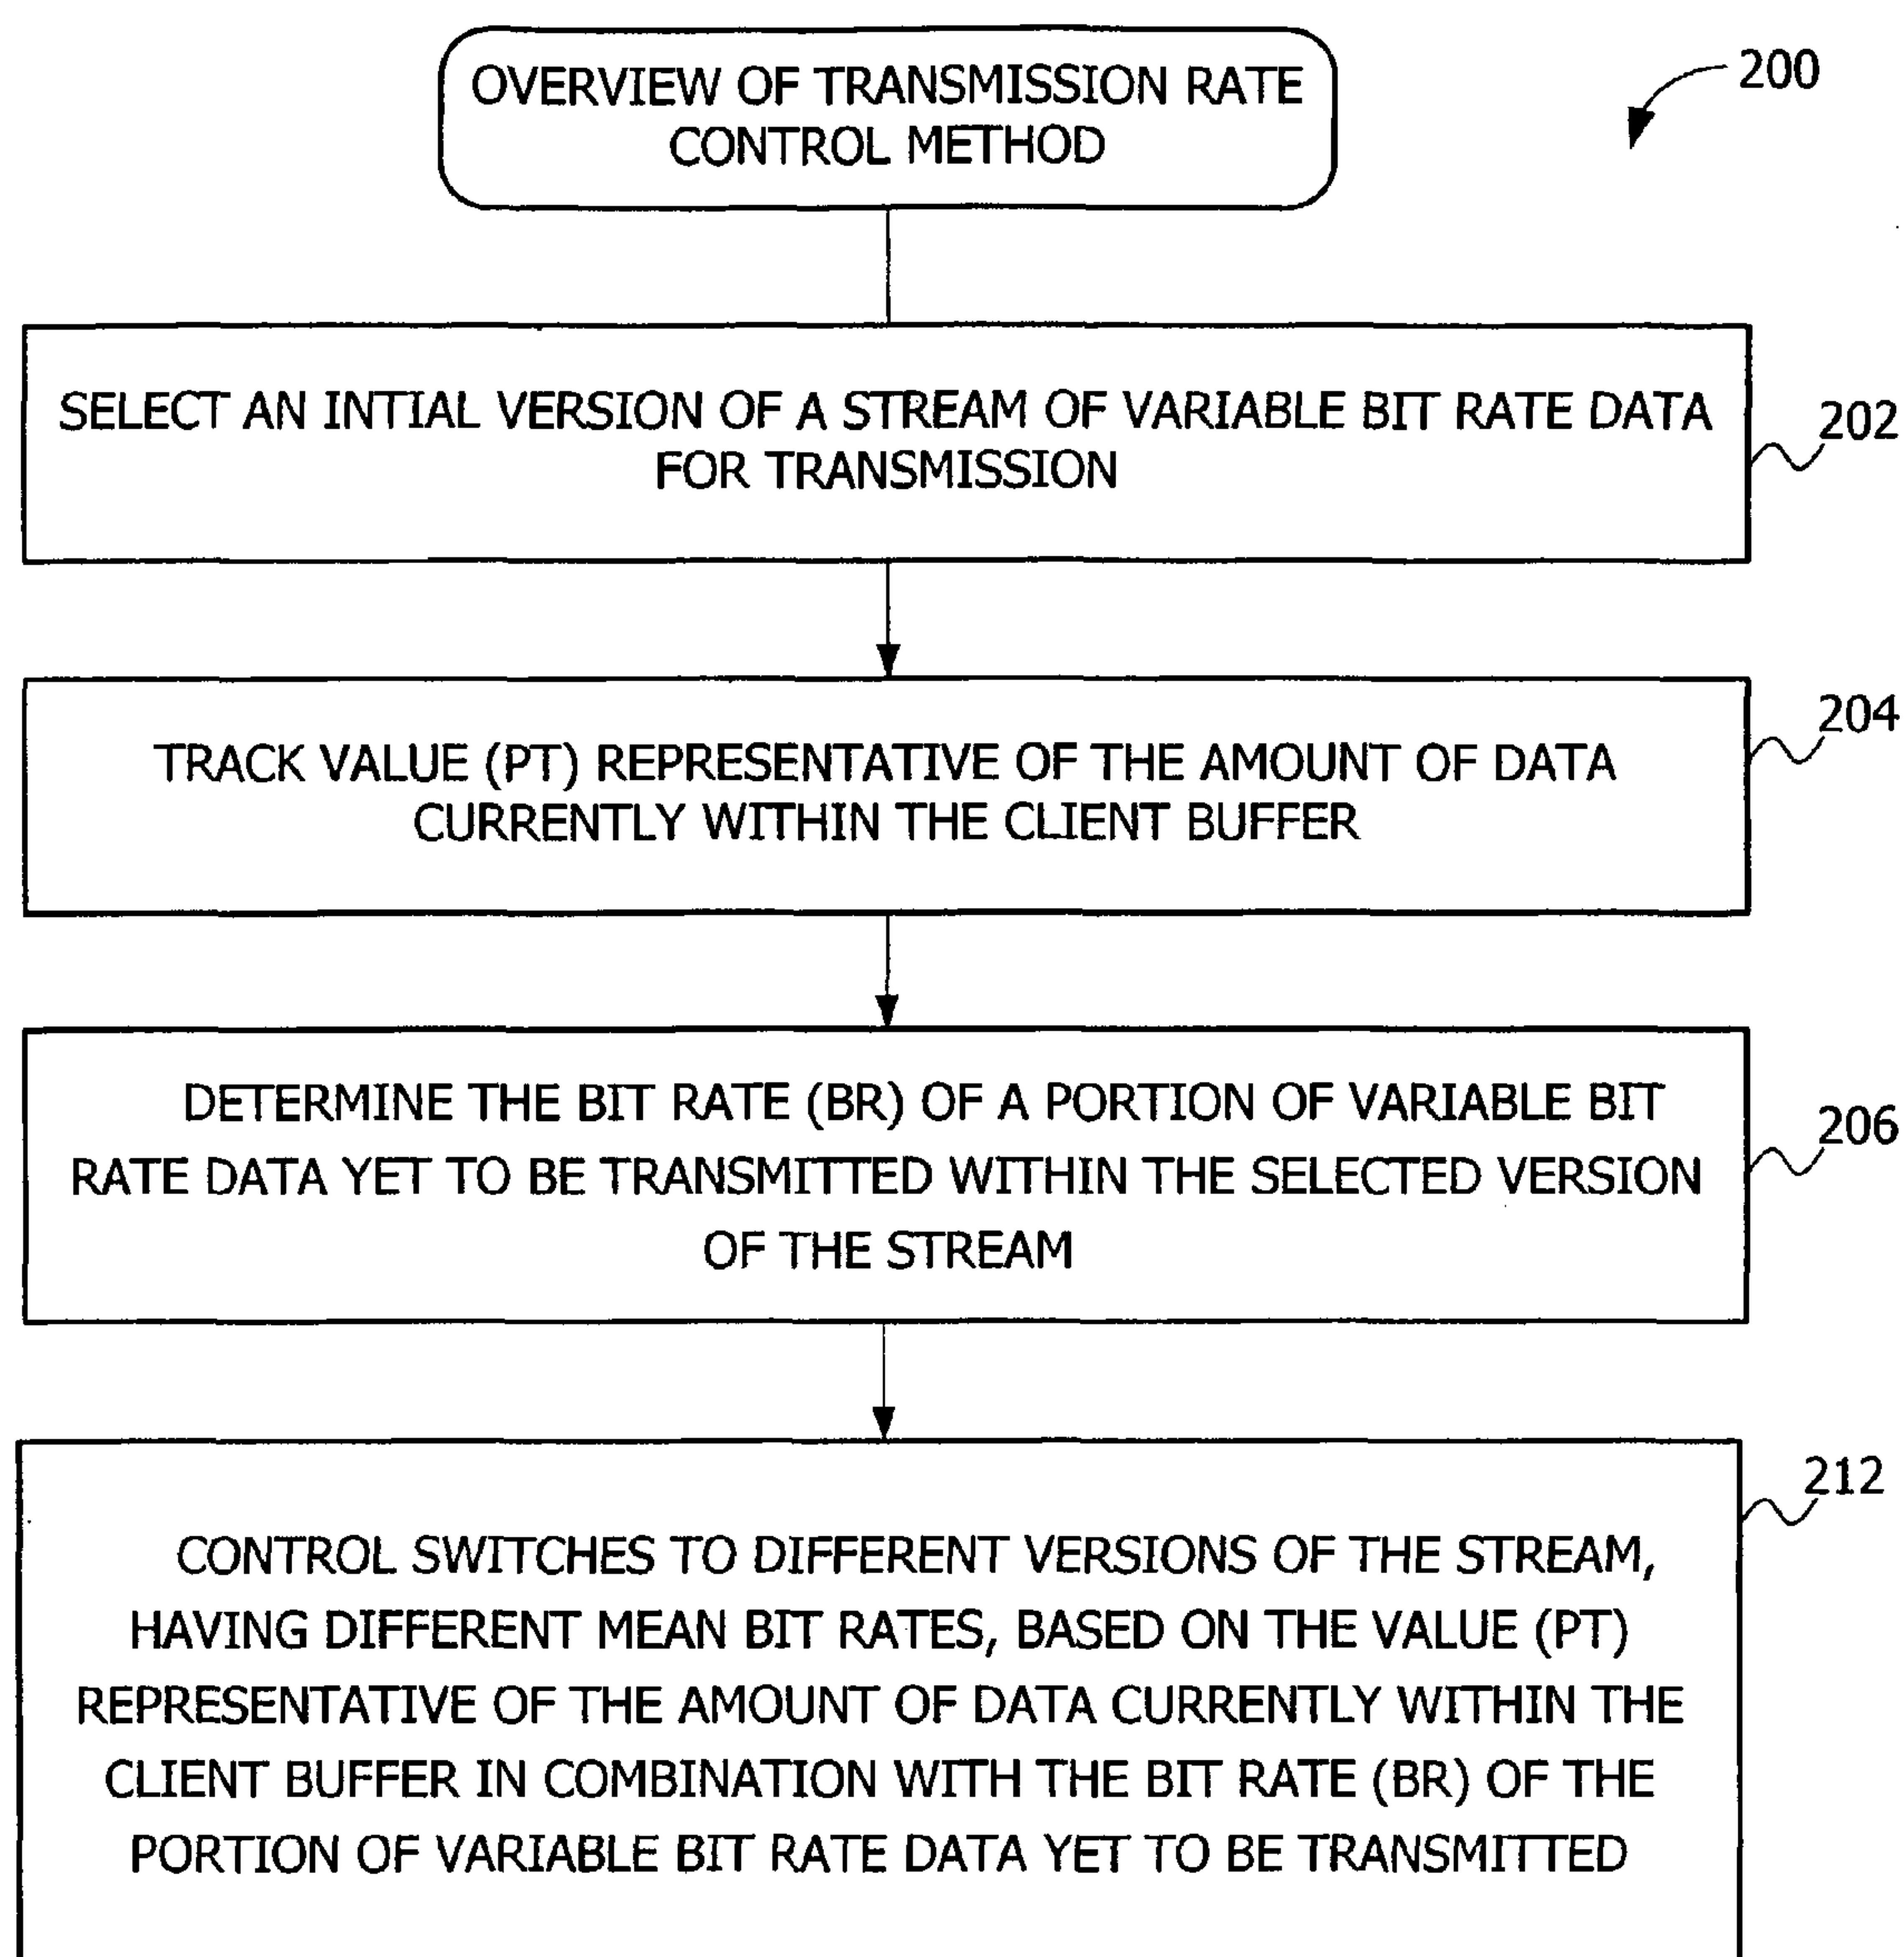 OVERVIEW OF TRANSMISSION RATE
CONTROL METHOD
200
SELECT AN INTIAL VERSION OF A STREAM OF VARIABLE BIT RATE DATA
FOR TRANSMISSION
202
TRACK VALUE (PT) REPRESENTATIVE OF THE AMOUNT OF DATA
CURRENTLY WITHIN THE CLIENT BUFFER
204
DETERMINE THE BIT RATE (BR) OF A PORTION OF VARIABLE BIT
RATE DATA YET TO BE TRANSMITTED WITHIN THE SELECTED VERSION
OF THE STREAM
206
CONTROL SWITCHES TO DIFFERENT VERSIONS OF THE STREAM,
HAVING DIFFERENT MEAN BIT RATES, BASED ON THE VALUE (PT)
REPRESENTATIVE OF THE AMOUNT OF DATA CURRENTLY WITHIN THE
CLIENT BUFFER IN COMBINATION WITH THE BIT RATE (BR) OF THE
PORTION OF VARIABLE BIT RATE DATA YET TO BE TRANSMITTED
212